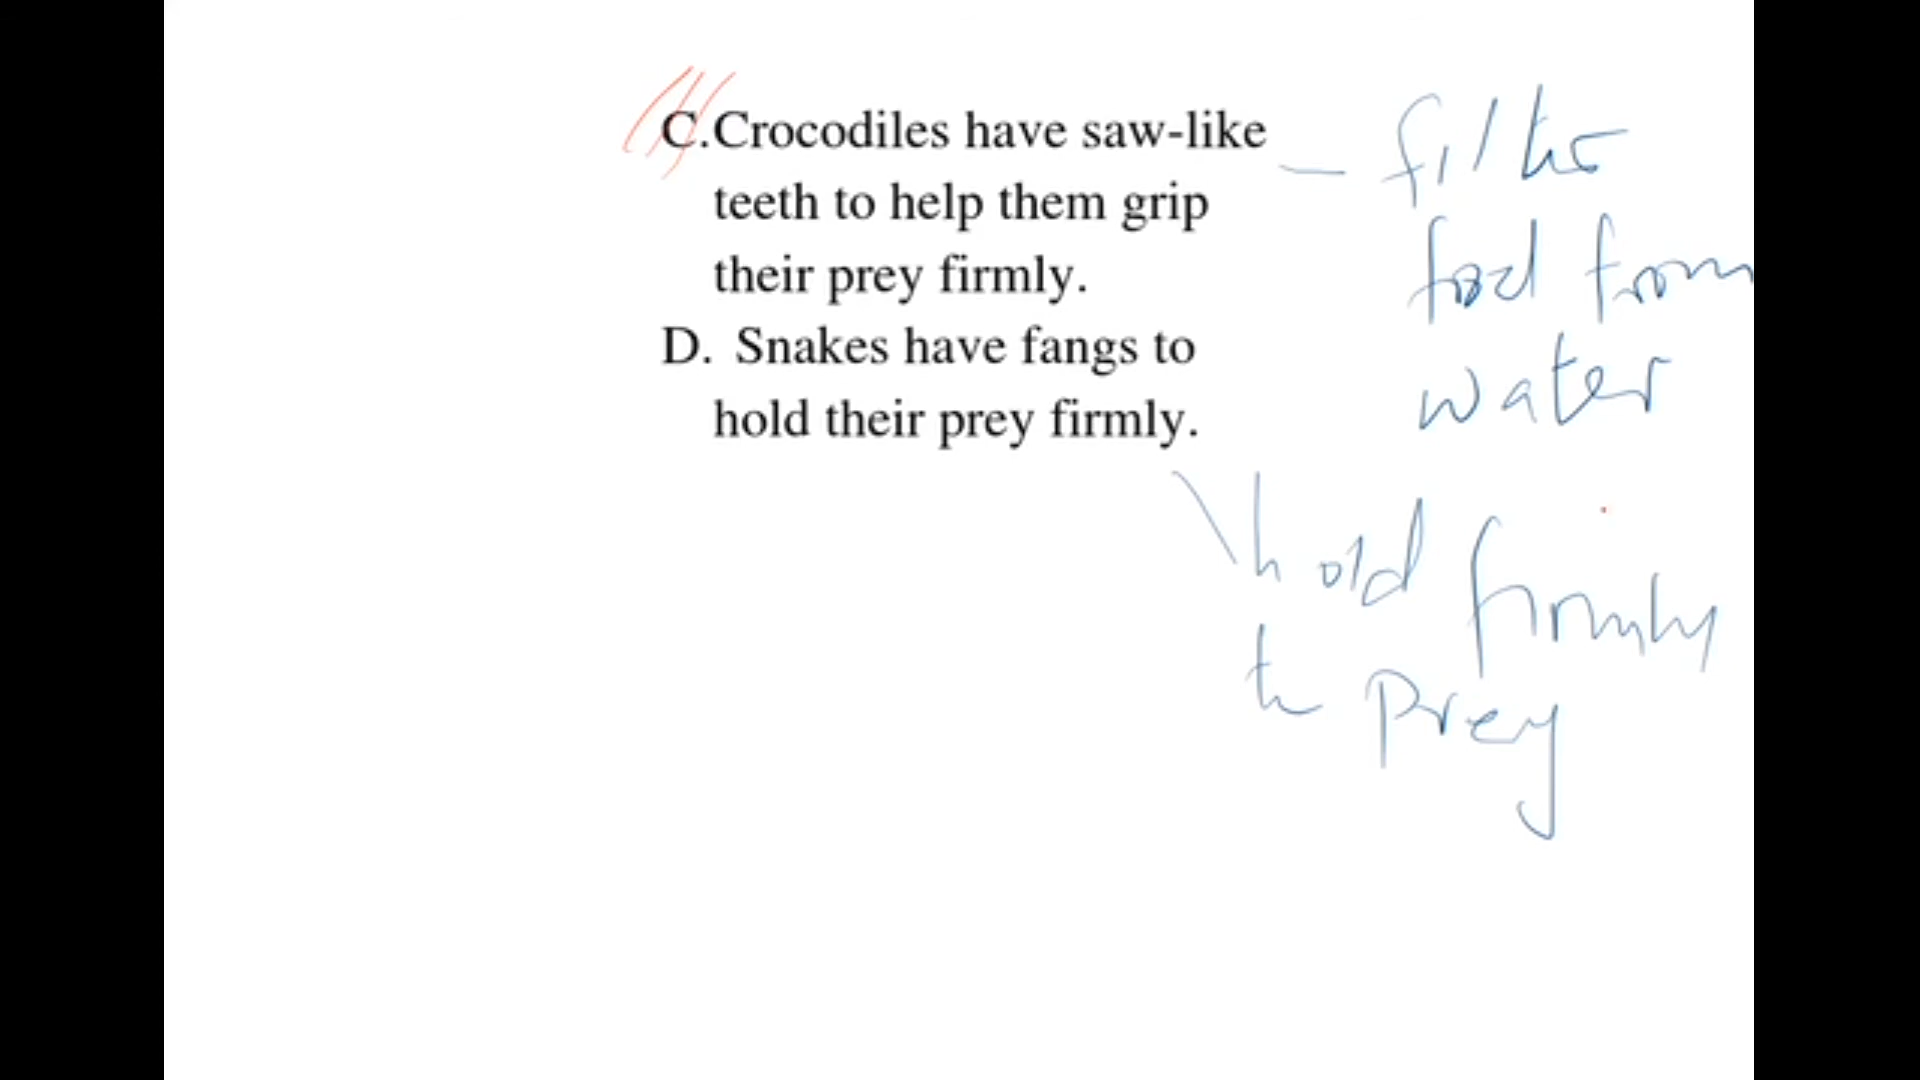 C.Crocodiles have saw-like
teeth to help them grip
their prey firmly.
D. Snakes have fangs to
hold their prey firmly.
– filter
food from
water
hold firmly
to prey